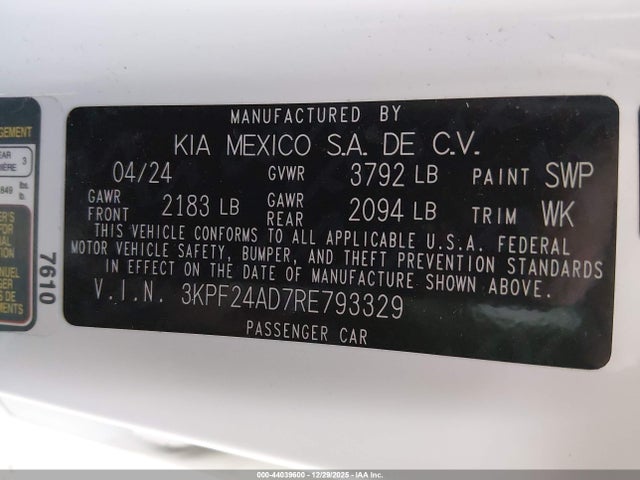 MANUFACTURED BY
KIA MEXICO S.A. DE C.V.
04/24 GVWR 3792 LB PAINT SWP
GAWR FRONT 2183 LB GAWR REAR 2094 LB TRIM WK
THIS VEHICLE CONFORMS TO ALL APPLICABLE U.S.A. FEDERAL
MOTOR VEHICLE SAFETY, BUMPER, AND THEFT PREVENTION STANDARDS
IN EFFECT ON THE DATE OF MANUFACTURE SHOWN ABOVE.
V.I.N. 3KPF24AD7RE793329
PASSENGER CAR
7610
3
849 lbs.
000-44039600 - 12/29/2025 - IAA Inc.